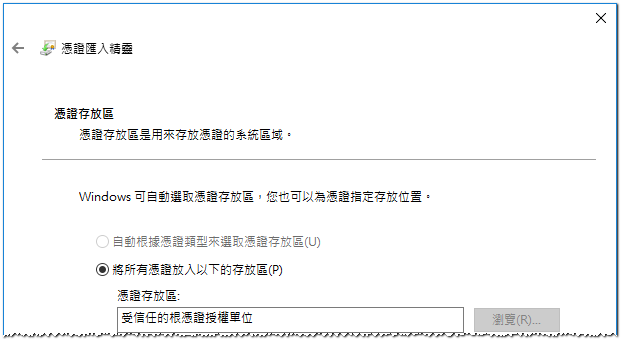 憑證匯入精靈
憑證存放區
憑證存放區是用來存放憑證的系統區域。
Windows 可自動選取憑證存放區，您也可以為憑證指定存放位置。
自動根據憑證類型來選取憑證存放區(U)
將所有憑證放入以下的存放區(P)
憑證存放區:
受信任的根憑證授權單位
瀏覽(R)...